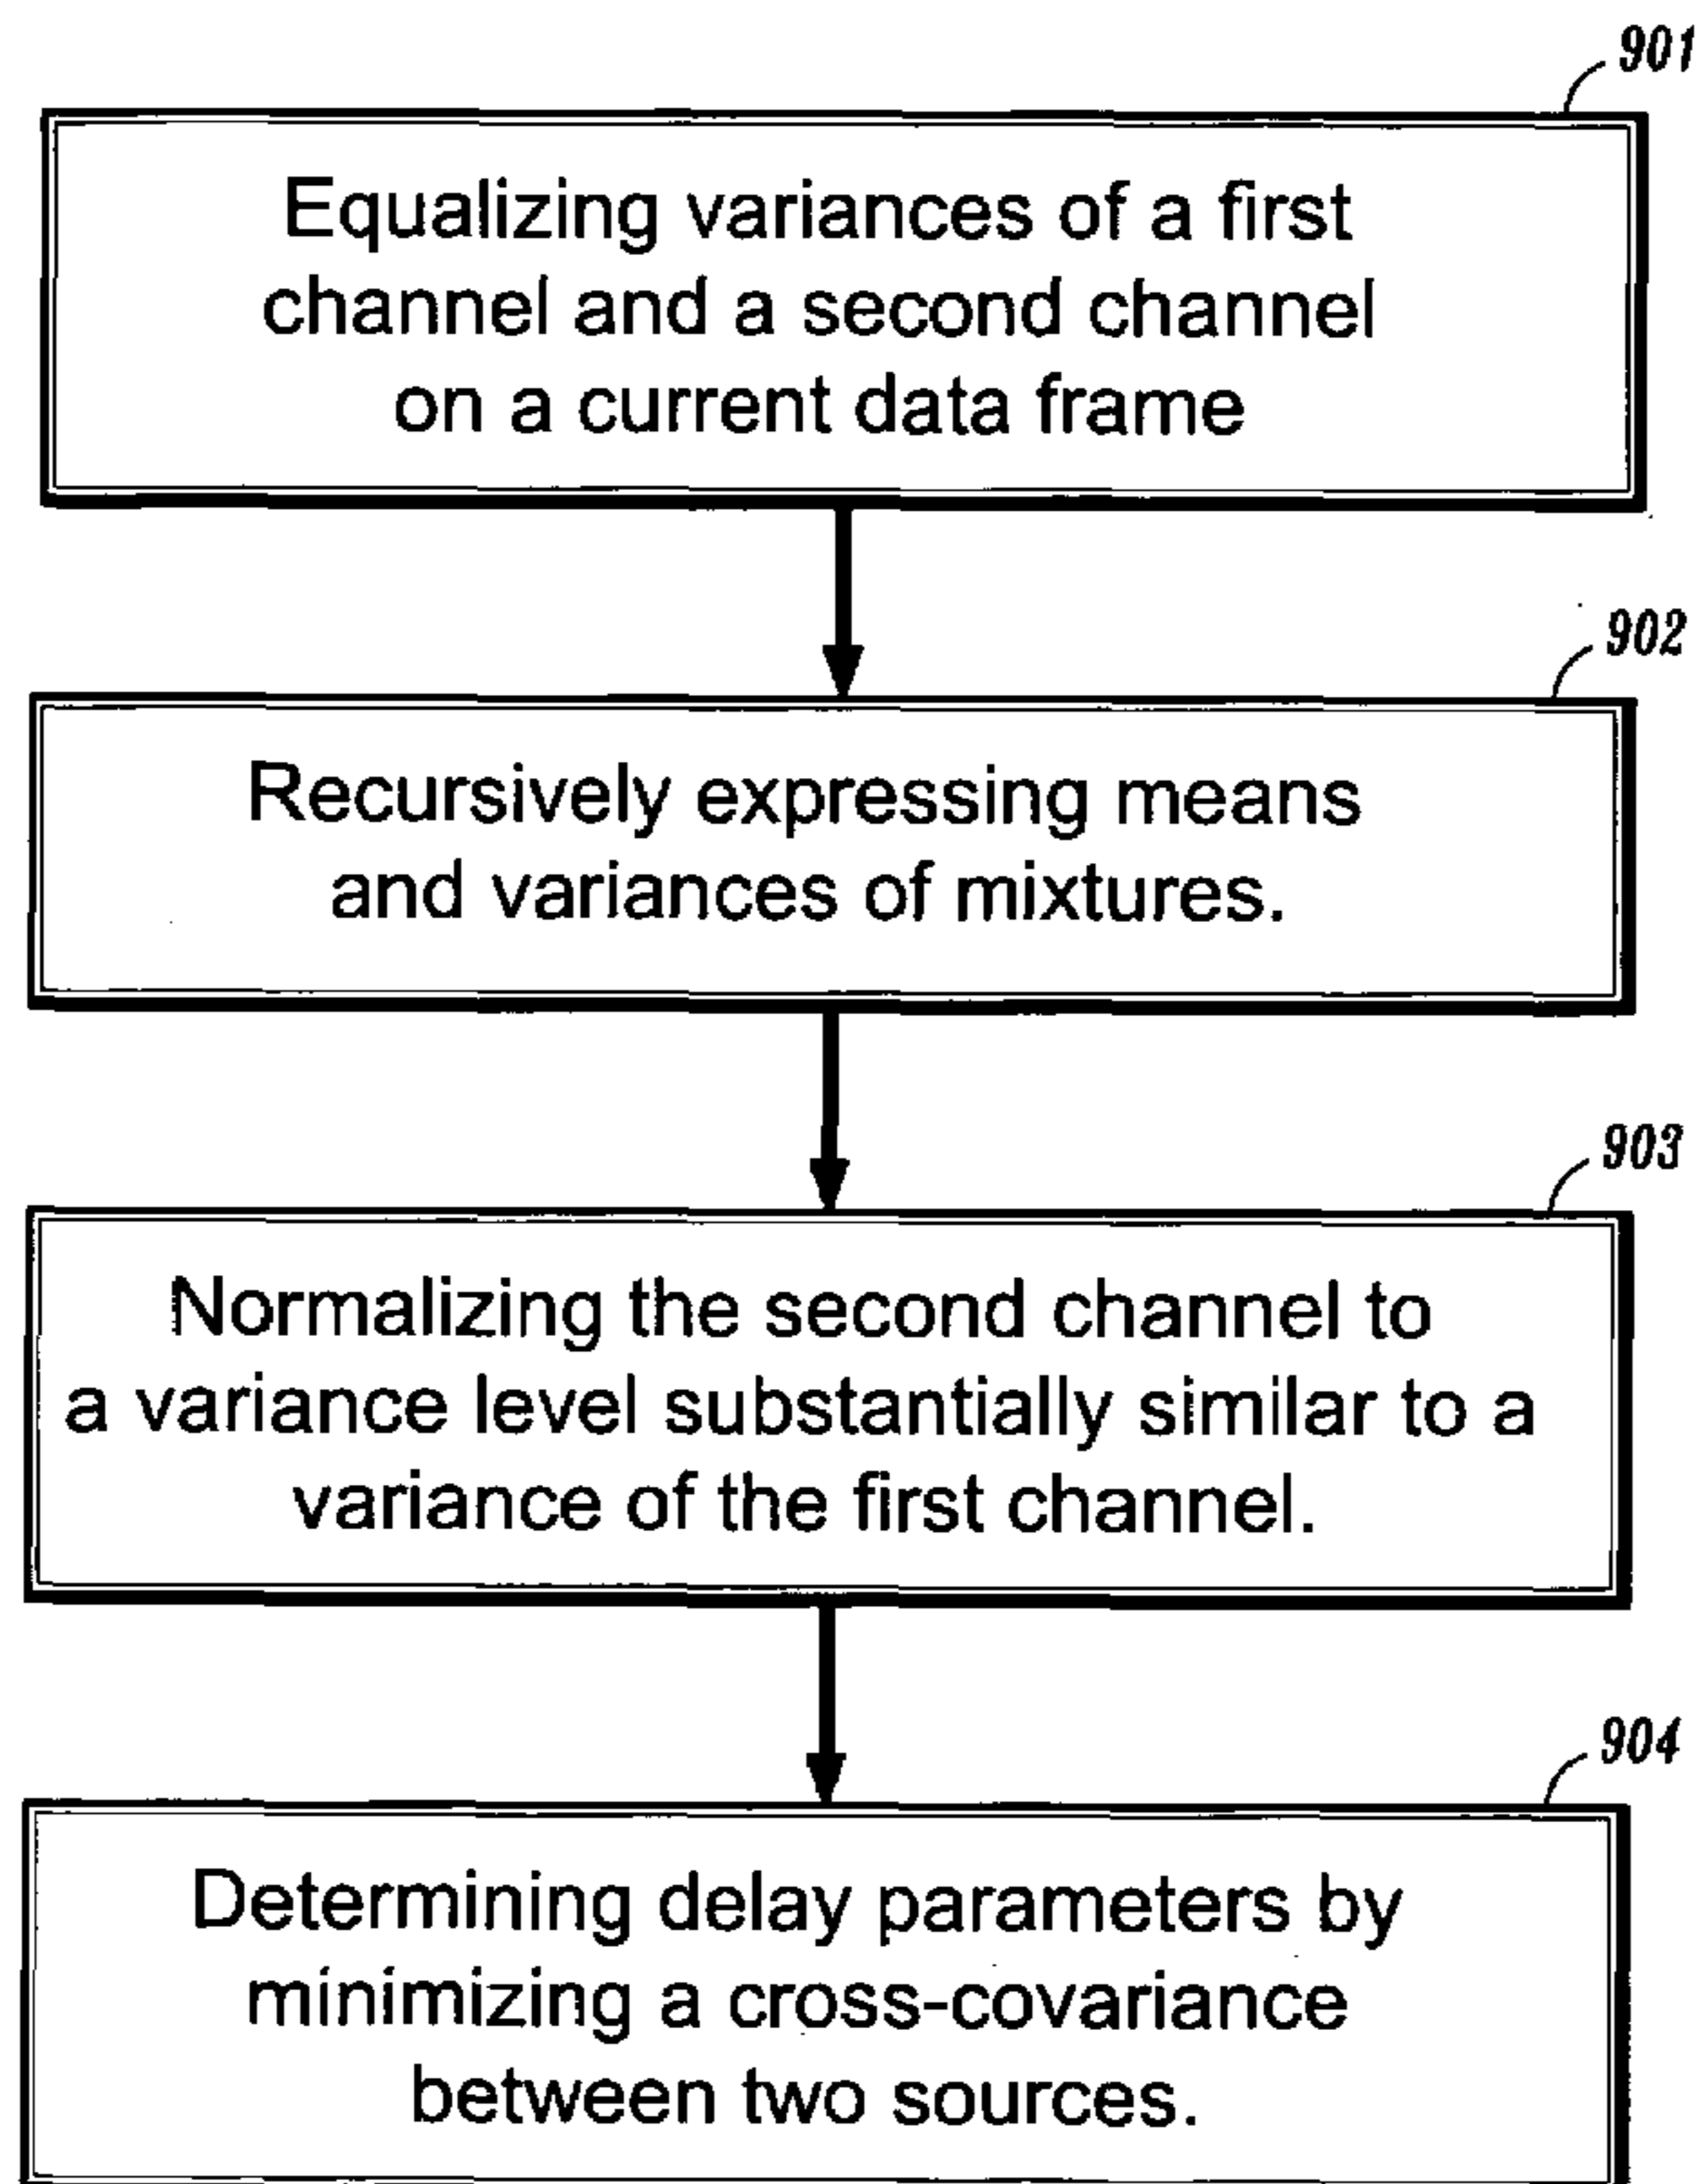 901
Equalizing variances of a first
channel and a second channel
on a current data frame
902
Recursively expressing means
and variances of mixtures.
903
Normalizing the second channel to
a variance level substantially similar to a
variance of the first channel.
904
Determining delay parameters by
minimizing a cross-covariance
between two sources.